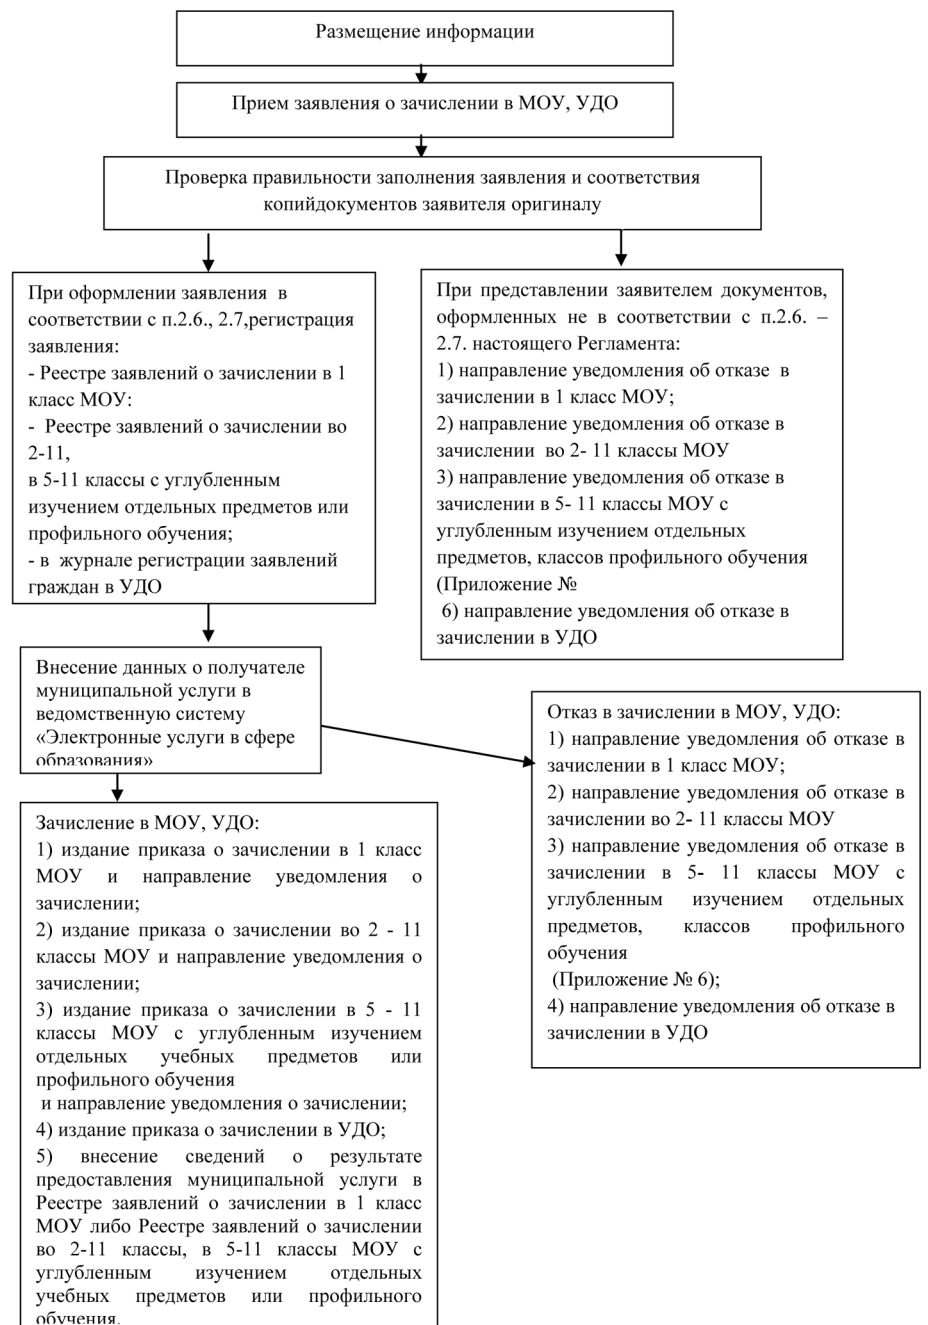 Размещение информации
Прием заявления о зачислении в МОУ, УДО
Проверка правильности заполнения заявления и соответствия
копийдокументов заявителя оригиналу
При оформлении заявления в
соответствии с п.2.6., 2.7,регистрация
заявления:
- Реестре заявлений о зачислении в 1
класс МОУ:
- Реестре заявлений о зачислении во
2-11,
в 5-11 классы с углубленным
изучением отдельных предметов или
профильного обучения;
- в журнале регистрации заявлений
граждан в УДО
При представлении заявителем документов,
оформленных не в соответствии с п.2.6. –
2.7. настоящего Регламента:
1) направление уведомления об отказе в
зачислении в 1 класс МОУ;
2) направление уведомления об отказе в
зачислении во 2- 11 классы МОУ
3) направление уведомления об отказе в
зачислении в 5- 11 классы МОУ с
углубленным изучением отдельных
предметов, классов профильного обучения
(Приложение №
6) направление уведомления об отказе в
зачислении в УДО
Внесение данных о получателе
муниципальной услуги в
ведомственную систему
«Электронные услуги в сфере
образования»
Отказ в зачислении в МОУ, УДО:
1) направление уведомления об отказе в
зачислении в 1 класс МОУ;
2) направление уведомления об отказе в
зачислении во 2- 11 классы МОУ
3) направление уведомления об отказе в
зачислении в 5- 11 классы МОУ с
углубленным изучением отдельных
предметов, классов профильного
обучения
(Приложение № 6);
4) направление уведомления об отказе в
зачислении в УДО
Зачисление в МОУ, УДО:
1) издание приказа о зачислении в 1 класс
МОУ и направление уведомления о
зачислении;
2) издание приказа о зачислении во 2 - 11
классы МОУ и направление уведомления о
зачислении;
3) издание приказа о зачислении в 5 - 11
классы МОУ с углубленным изучением
отдельных учебных предметов или
профильного обучения
и направление уведомления о зачислении;
4) издание приказа о зачислении в УДО;
5) внесение сведений о результате
предоставления муниципальной услуги в
Реестре заявлений о зачислении в 1 класс
МОУ либо Реестре заявлений о зачислении
во 2-11 классы, в 5-11 классы МОУ с
углубленным изучением отдельных
учебных предметов или профильного
обучения.